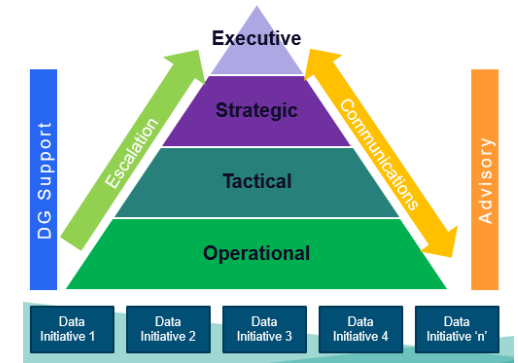 Executive
Strategic
Tactical
Operational
Escalation
Communications
DG Support
Advisory
Data
Initiative 1
Data
Initiative 2
Data
Initiative 3
Data
Initiative 4
Data
Initiative ‘n’